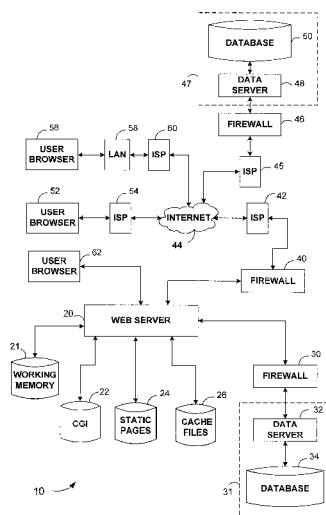 50
DATABASE
47
DATA
SERVER
48
FIREWALL
46
56
58
60
USER
BROWSER
LAN
ISP
ISP
45
52
54
42
USER
BROWSER
ISP
INTERNET
ISP
44
62
USER
BROWSER
40
FIREWALL
20
WEB SERVER
21
30
WORKING
MEMORY
FIREWALL
22
24
26
CGI
STATIC
PAGES
CACHE
FILES
32
DATA
SERVER
34
10
31
DATABASE